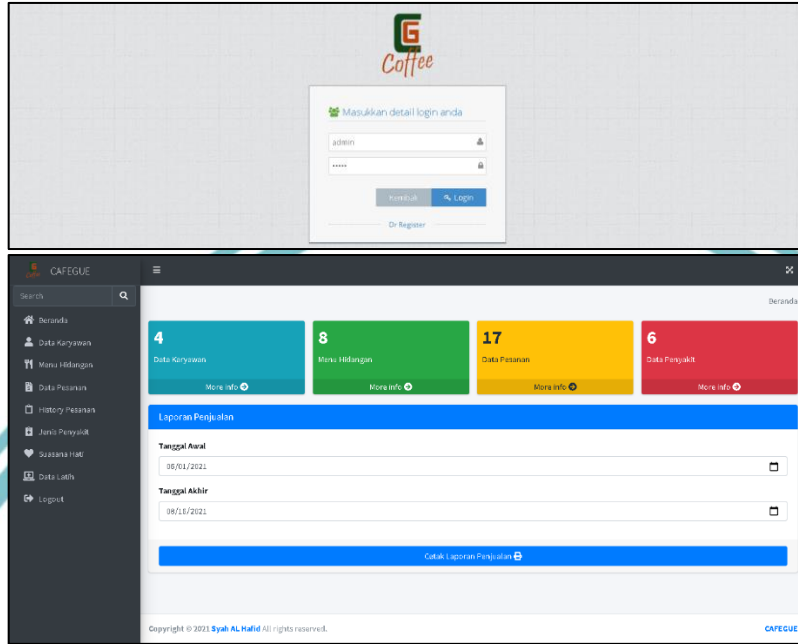 CG
Coffee
Masukkan detail login anda
admin
•••••
Kembali Login
Or Register
CAFEGUE
Search
Beranda
Beranda
Data Karyawan
Menu Hidangan
Data Pesanan
History Pesanan
Jenis Penyakit
Suasana Hati
Data Latih
Logout
4
Data Karyawan
More info
8
Menu Hidangan
More info
17
Data Pesanan
More info
6
Data Penyakit
More info
Laporan Penjualan
Tanggal Awal
06/01/2021
Tanggal Akhir
08/16/2021
Cetak Laporan Penjualan
Copyright © 2021 Syah AL Hafid All rights reserved.
CAFEGUE